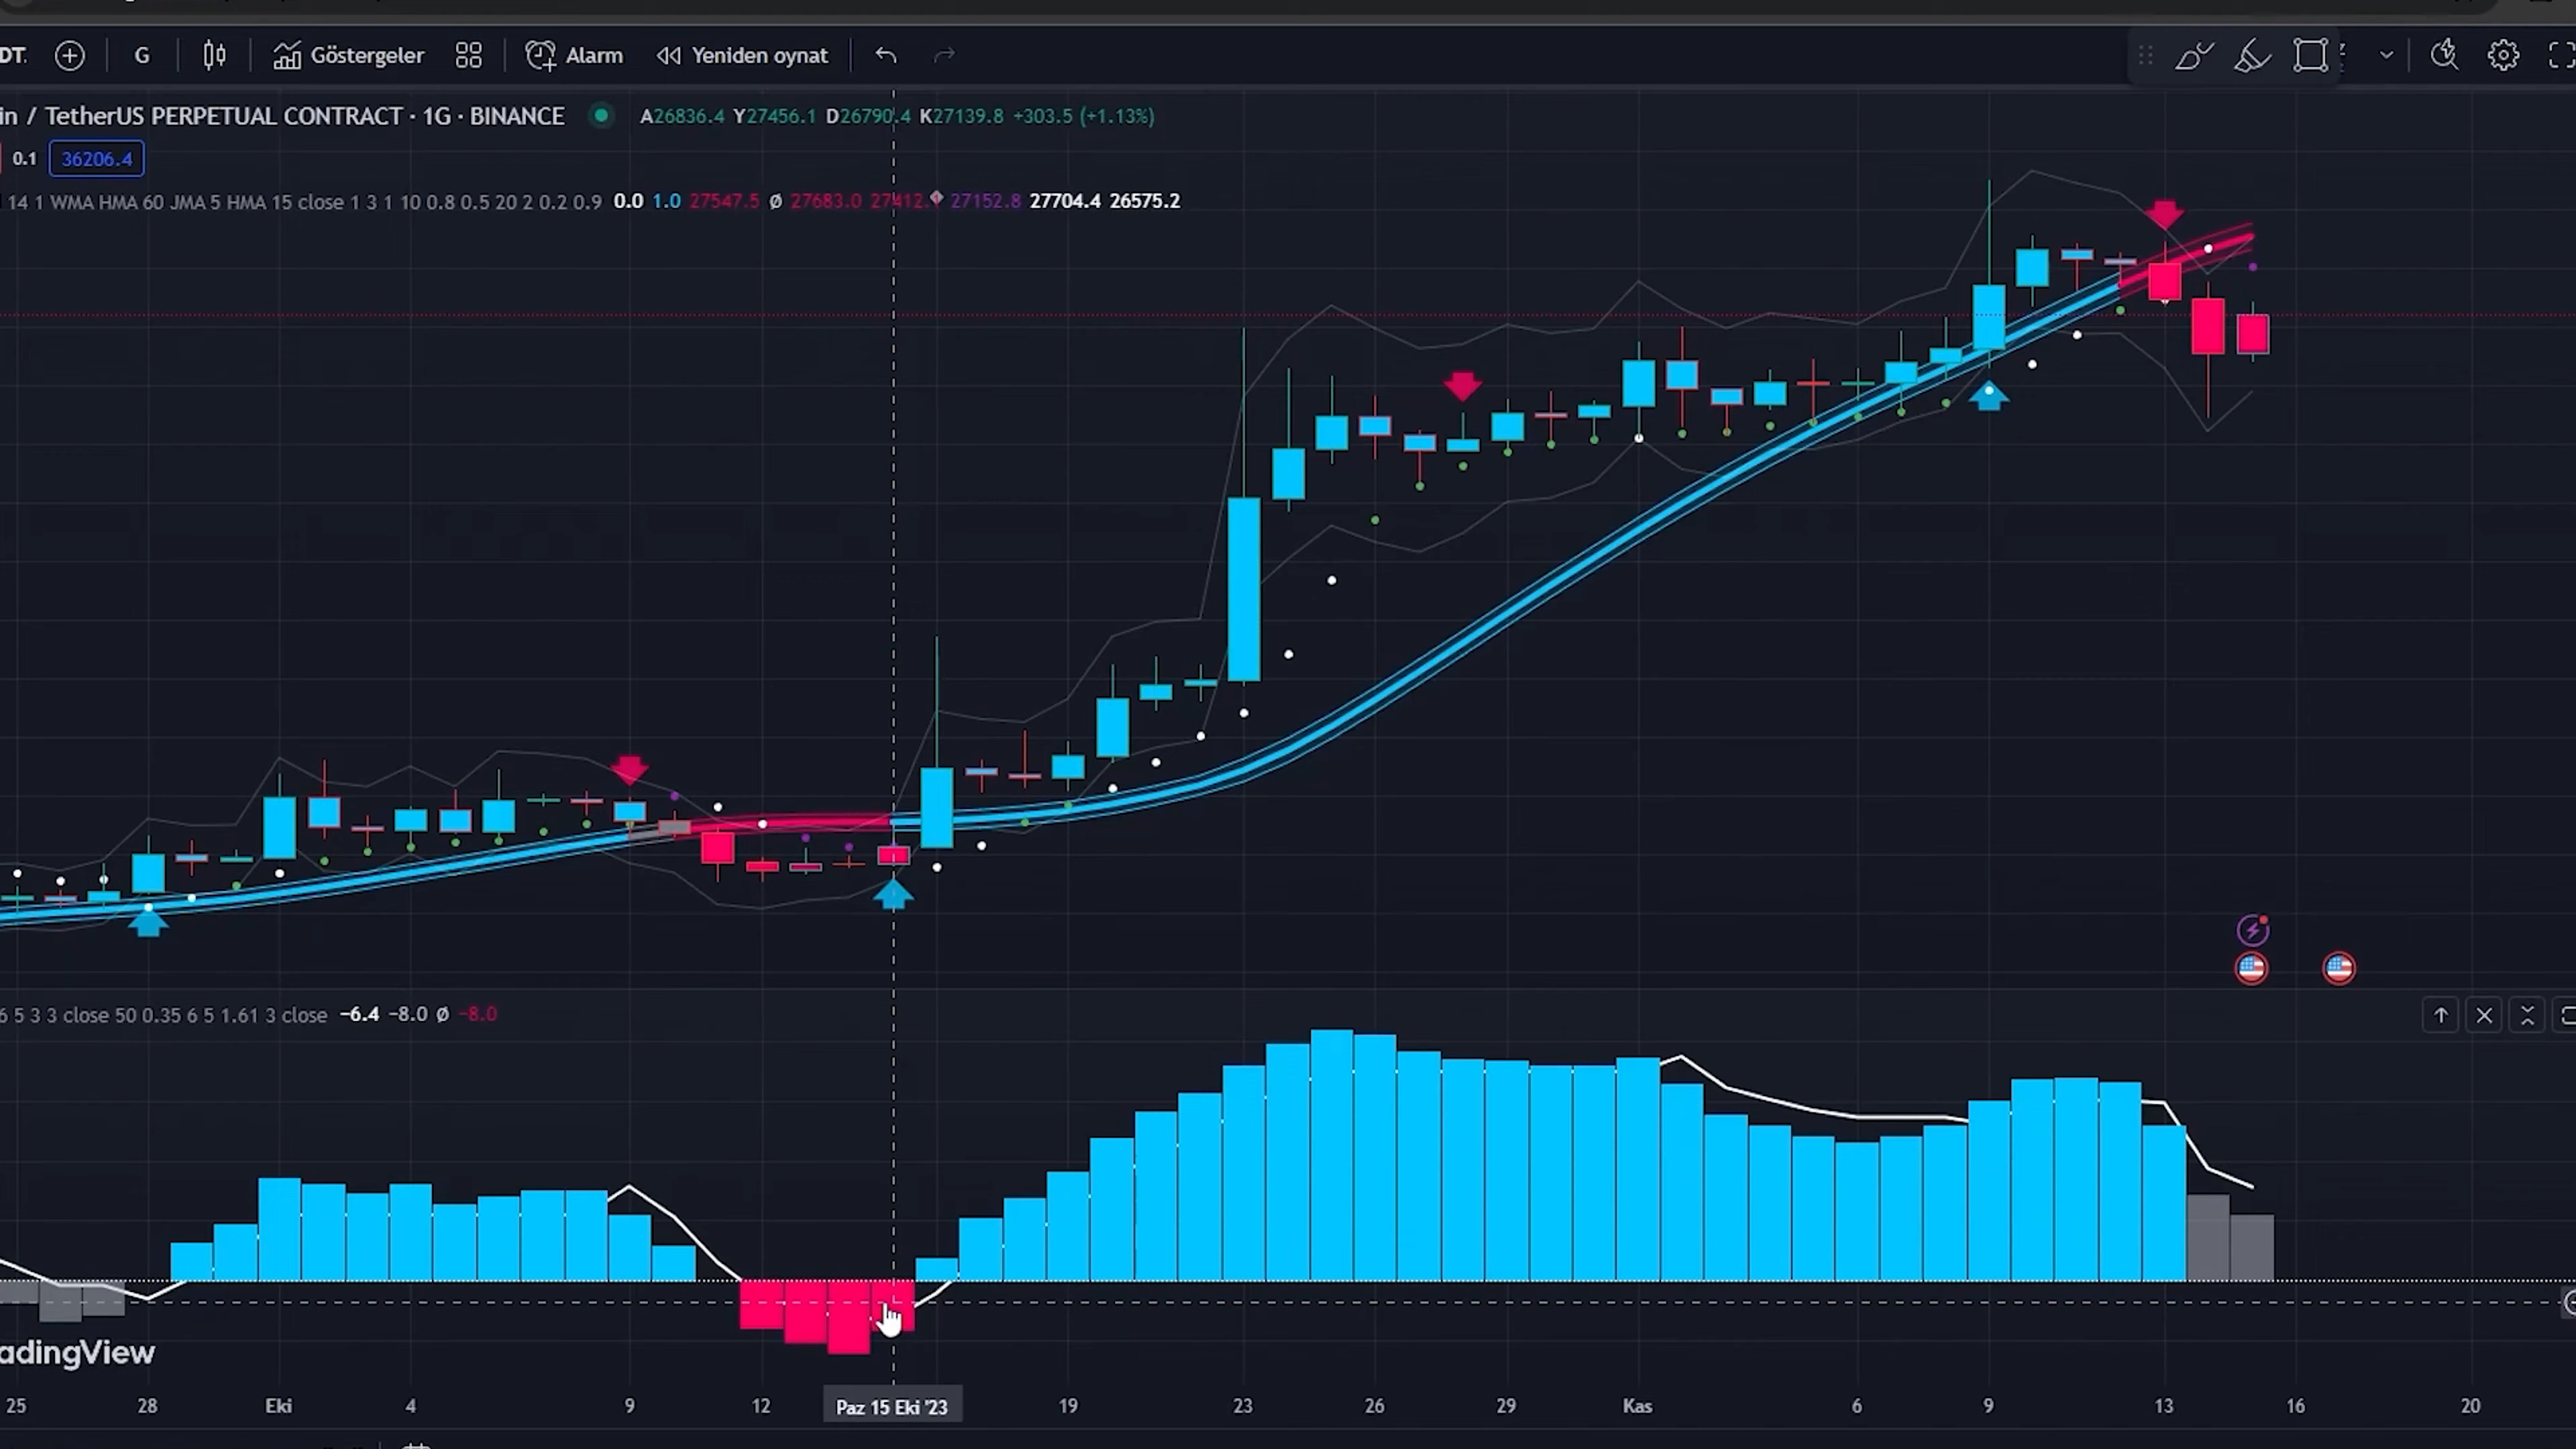 DT.
G
Göstergeler
Alarm
Yeniden oynat
in / TetherUS PERPETUAL CONTRACT · 1G · BINANCE
A26836.4 Y27456.1 D26790.4 K27139.8 +303.5 (+1.13%)
0.1
36206.4
14 1 WMA HMA 60 JMA 5 HMA 15 close 1 3 1 10 0.8 0.5 20 2 0.2 0.9 0.0 1.0 27547.5 Ø 27683.0 27412. 27152.8 27704.4 26575.2
6 5 3 3 close 50 0.35 6 5 1.61 3 close −6.4 −8.0 Ø −8.0
adingView
25 28 Eki 4 9 12 Paz 15 Eki '23 19 23 26 29 Kas 6 9 13 16 20